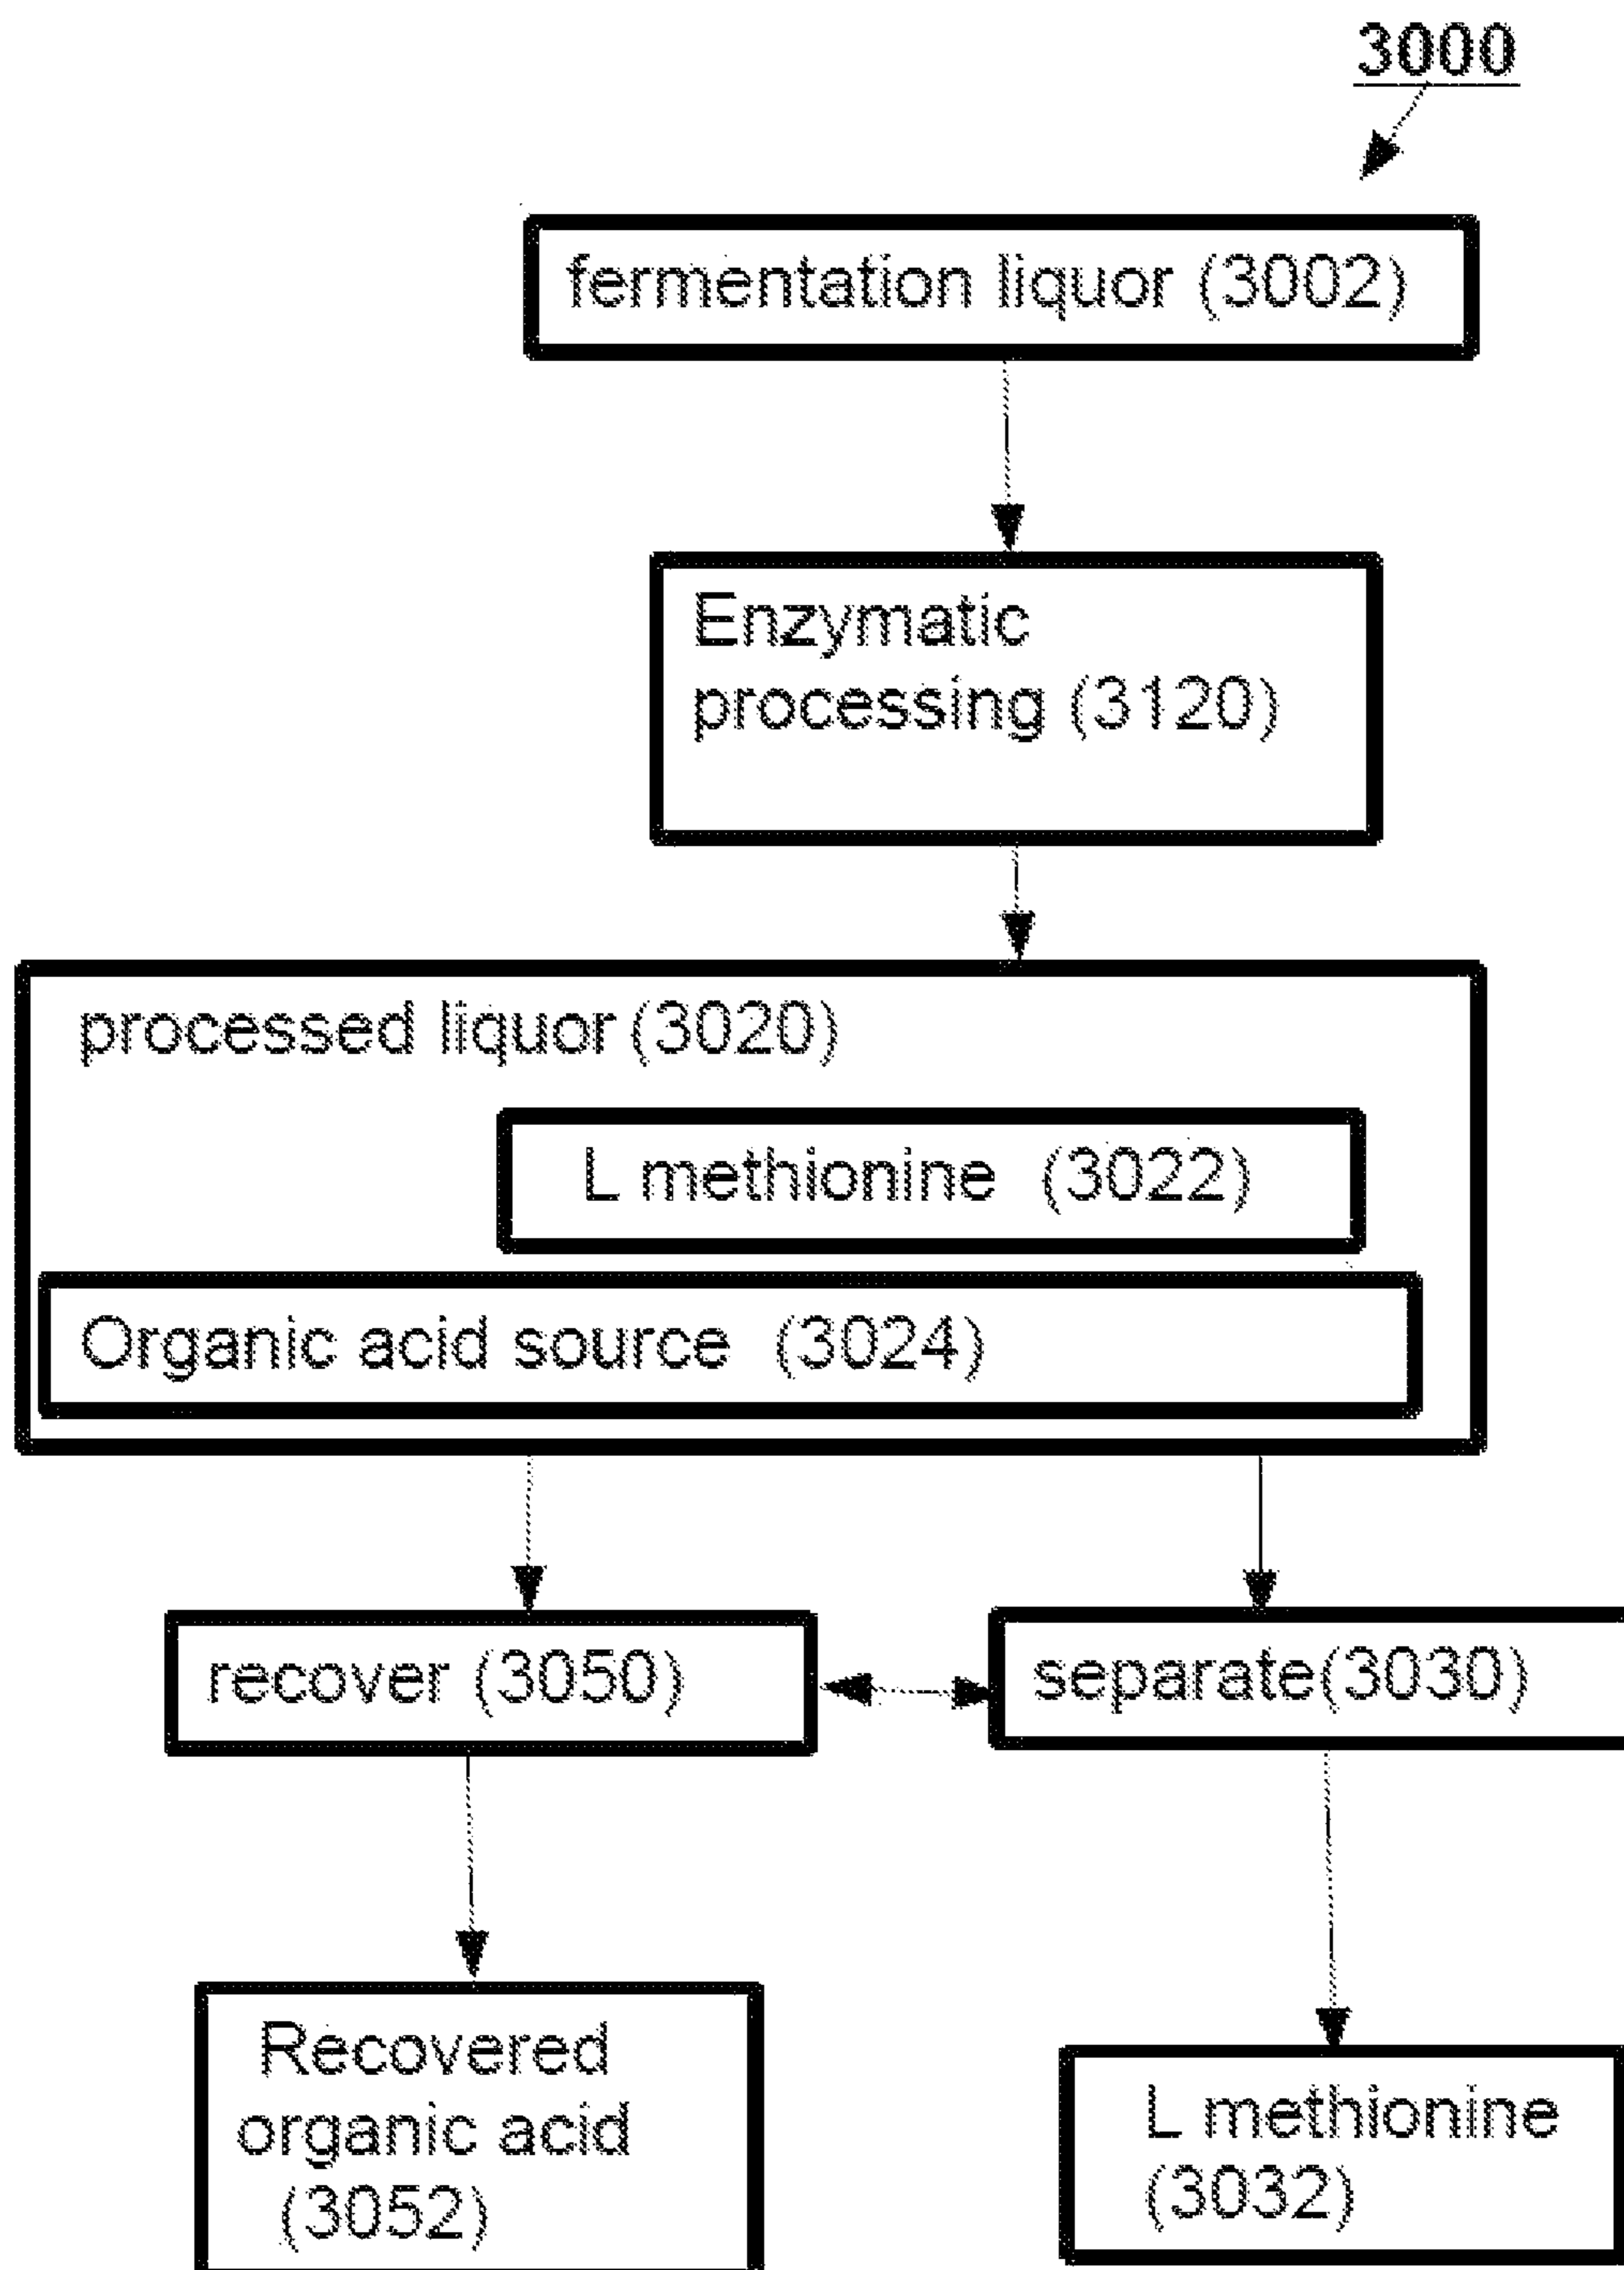 3000
fermentation liquor (3002)
Enzymatic
processing (3120)
processed liquor (3020)
L methionine (3022)
Organic acid source (3024)
recover (3050)
separate(3030)
Recovered
organic acid
(3052)
L methionine
(3032)